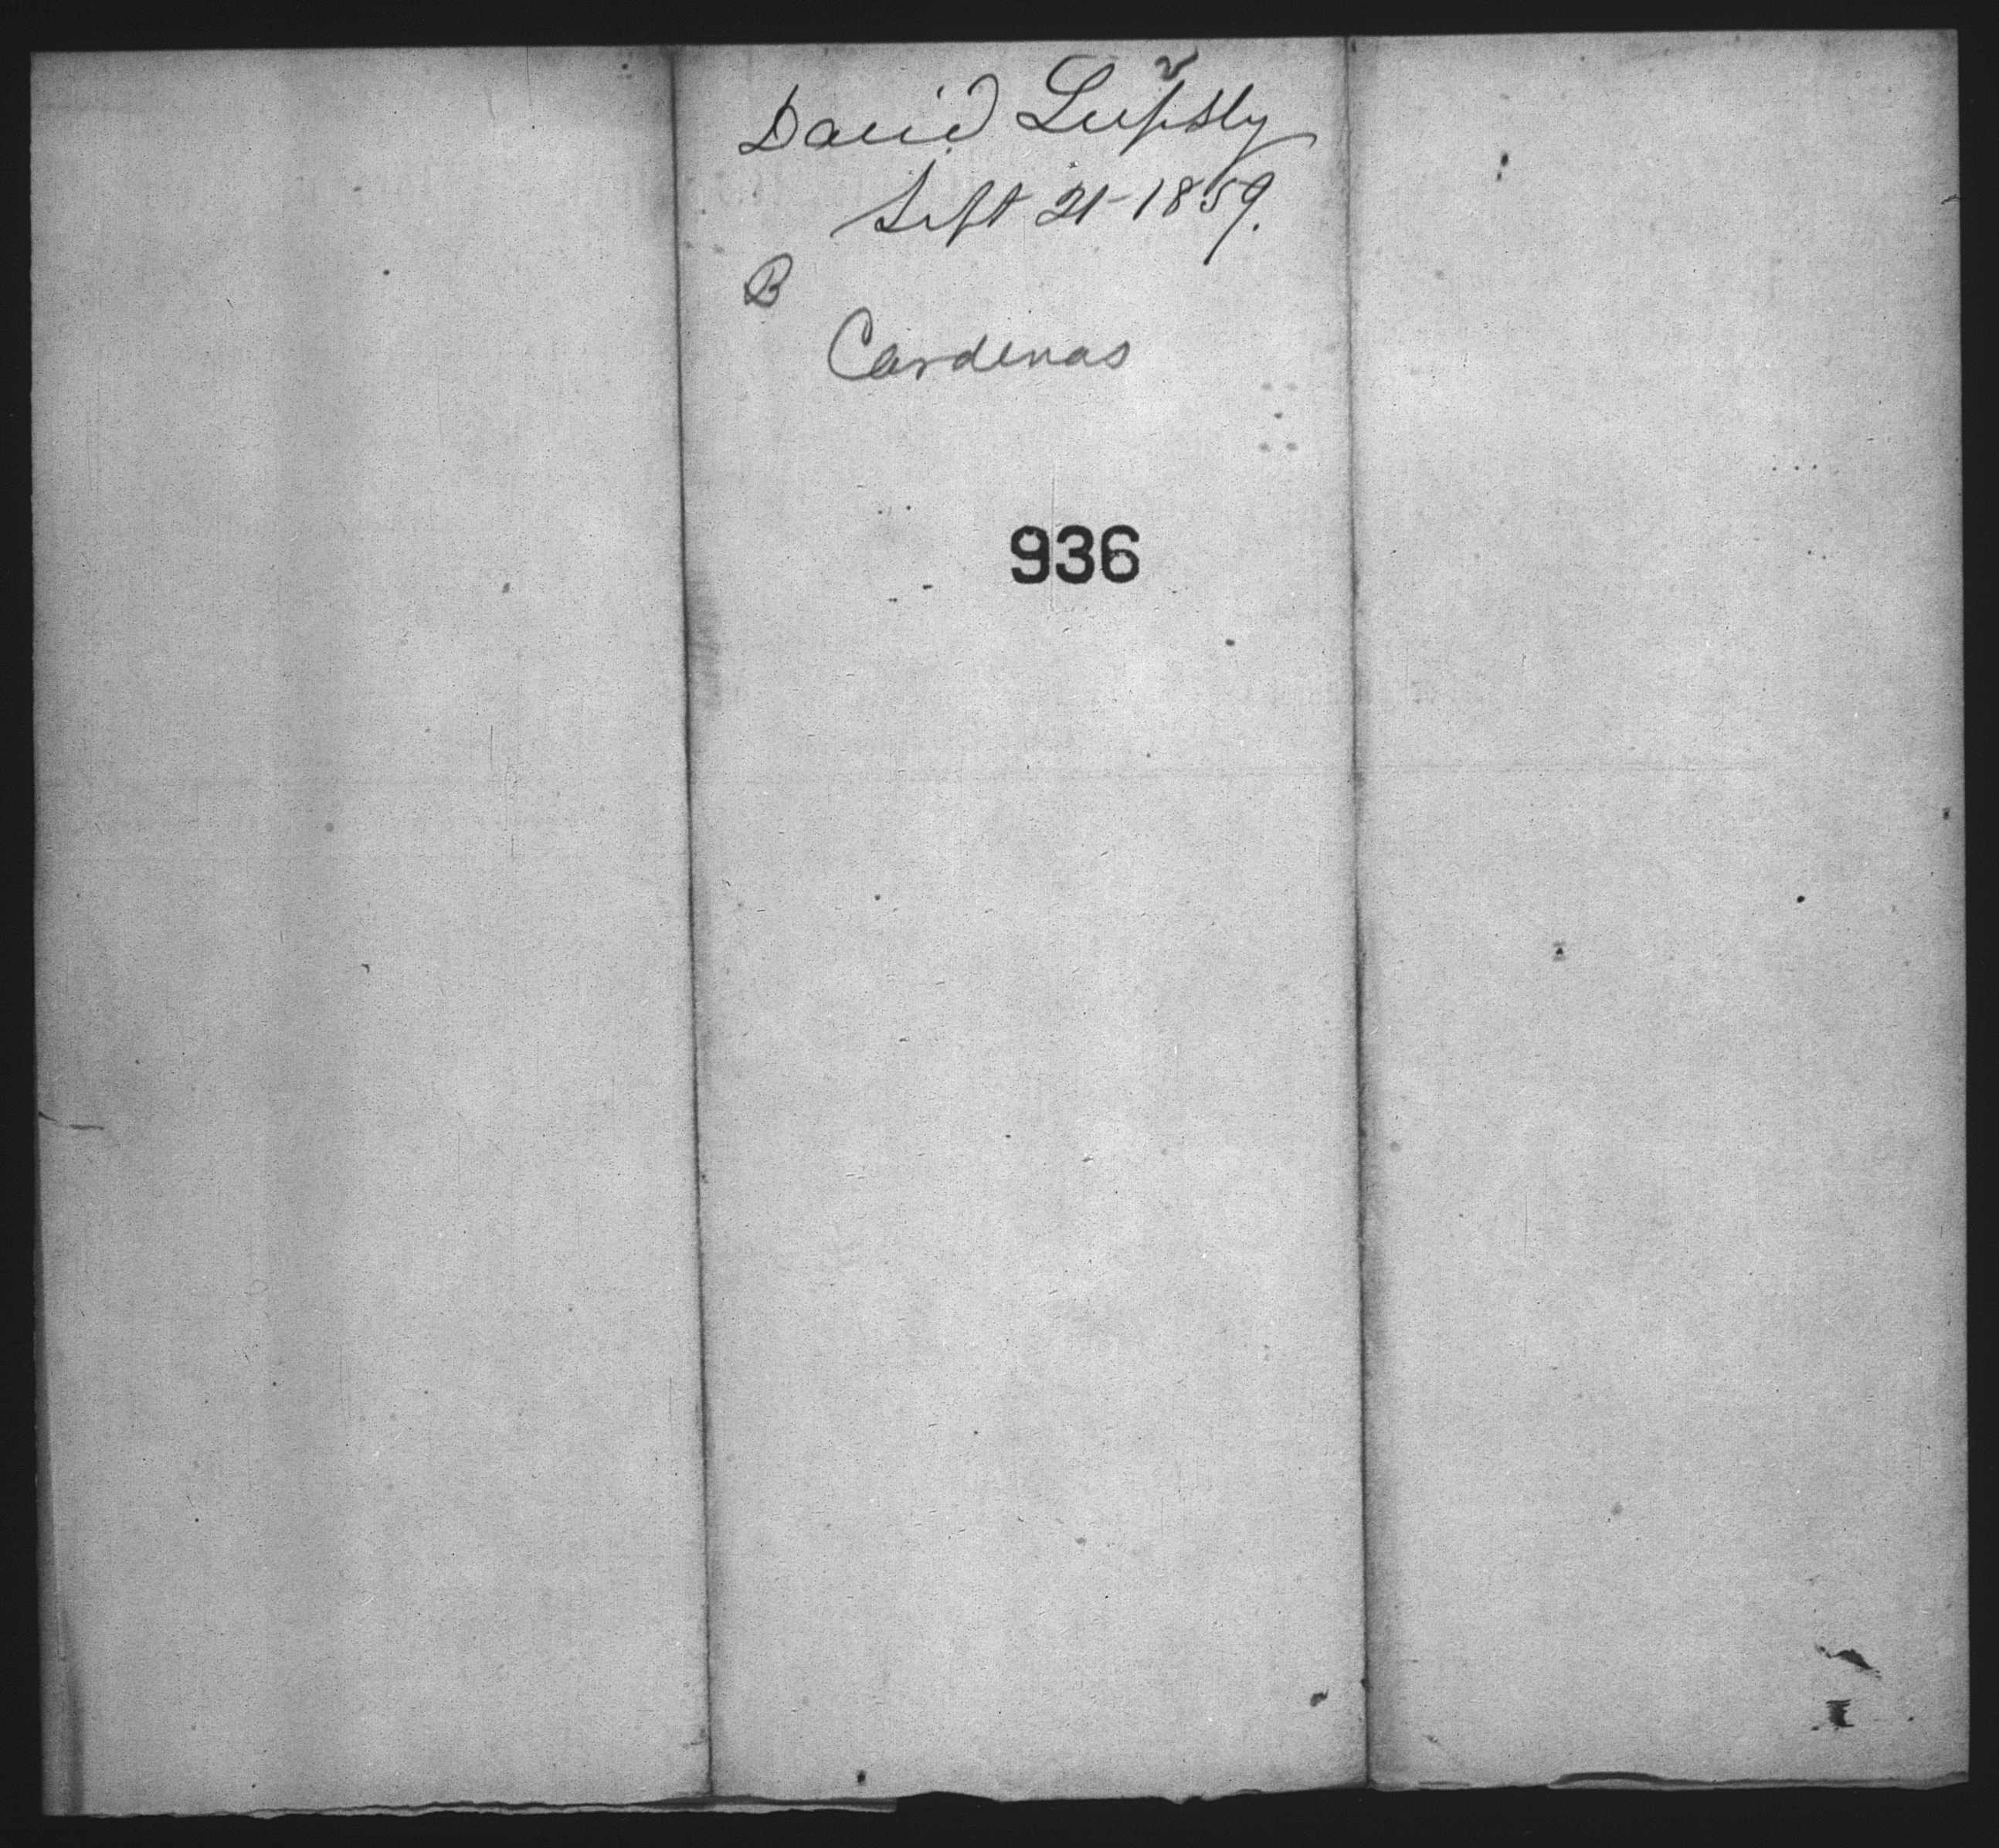 David Lupsly
Sept 21-1859.
B
Cardenas
936